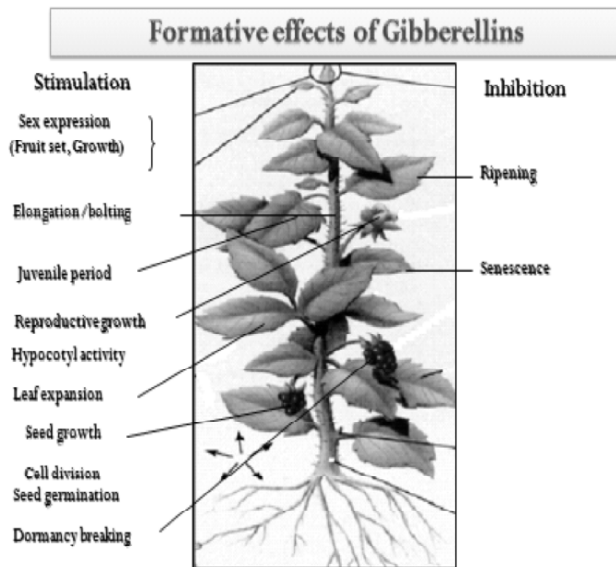 Formative effects of Gibberellins
Stimulation
Sex expression
(Fruit set, Growth)
Elongation / bolting
Juvenile period
Reproductive growth
Hypocotyl activity
Leaf expansion
Seed growth
Cell division
Seed germination
Dormancy breaking
Inhibition
Ripening
Senescence